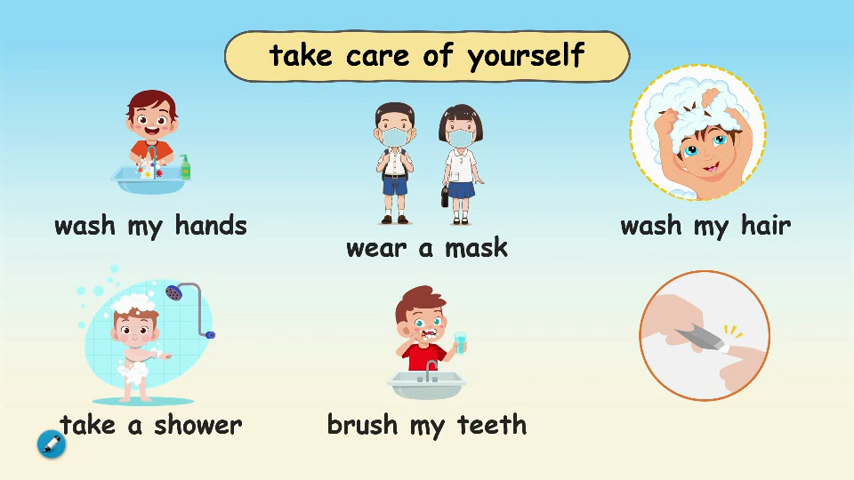 take care of yourself
wash my hands
wear a mask
wash my hair
take a shower
brush my teeth